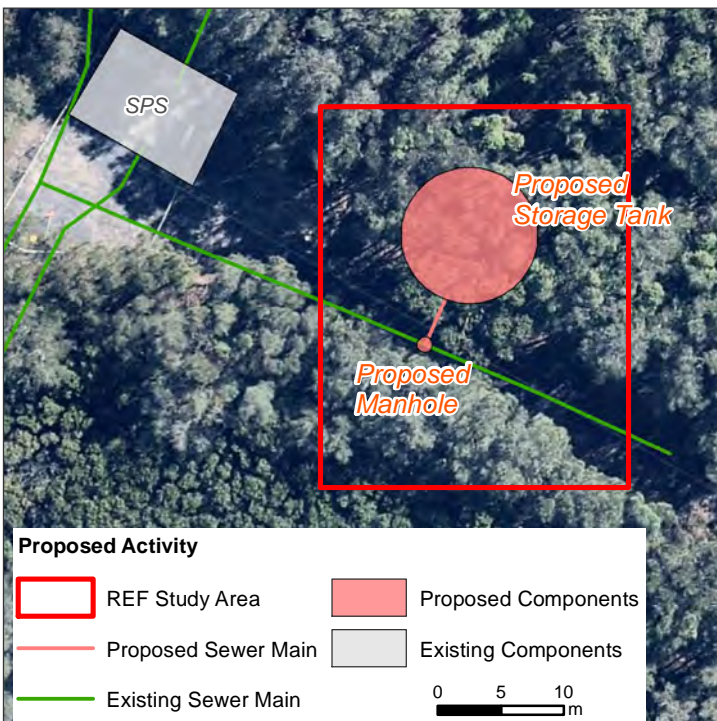 SPS
Proposed
Storage Tank
Proposed
Manhole
Proposed Activity
REF Study Area
Proposed Components
Proposed Sewer Main
Existing Components
Existing Sewer Main
0 5 10
m